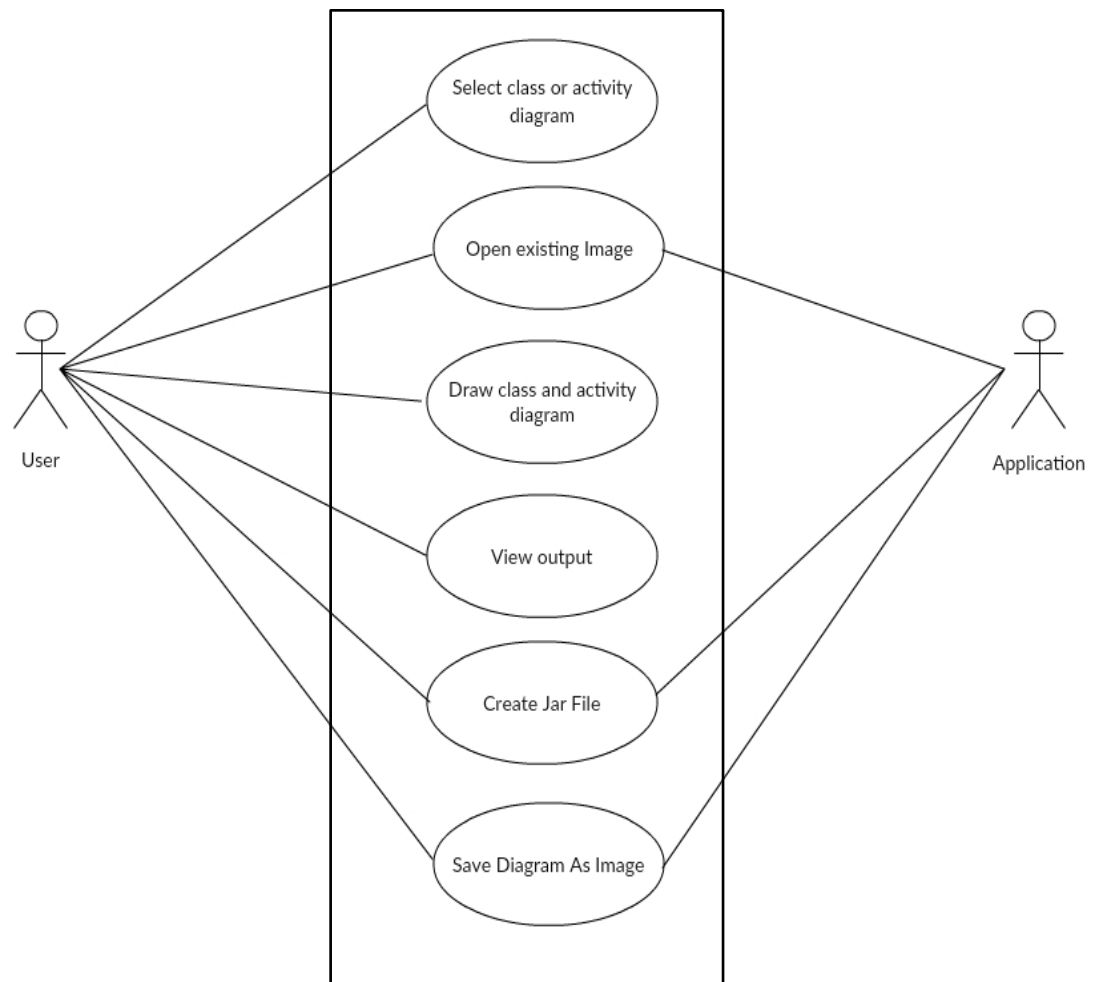 Select class or activity
diagram
Open existing Image
Draw class and activity
diagram
User
Application
View output
Create Jar File
Save Diagram As Image